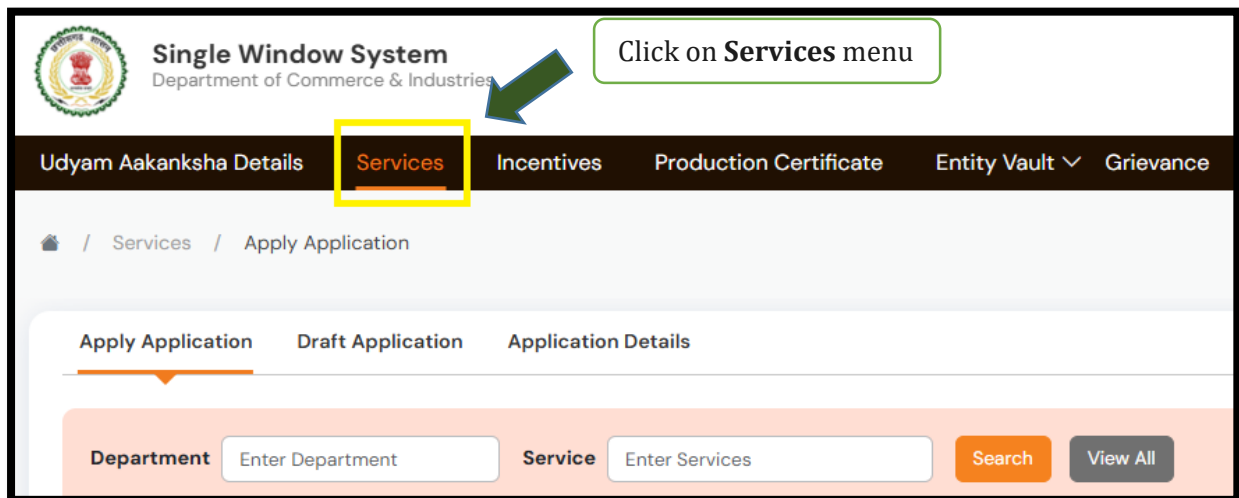 Single Window System
Department of Commerce & Industries
Click on Services menu
Udyam Aakanksha Details Services Incentives Production Certificate Entity Vault Grievance
/ Services / Apply Application
Apply Application Draft Application Application Details
Department Enter Department Service Enter Services Search View All